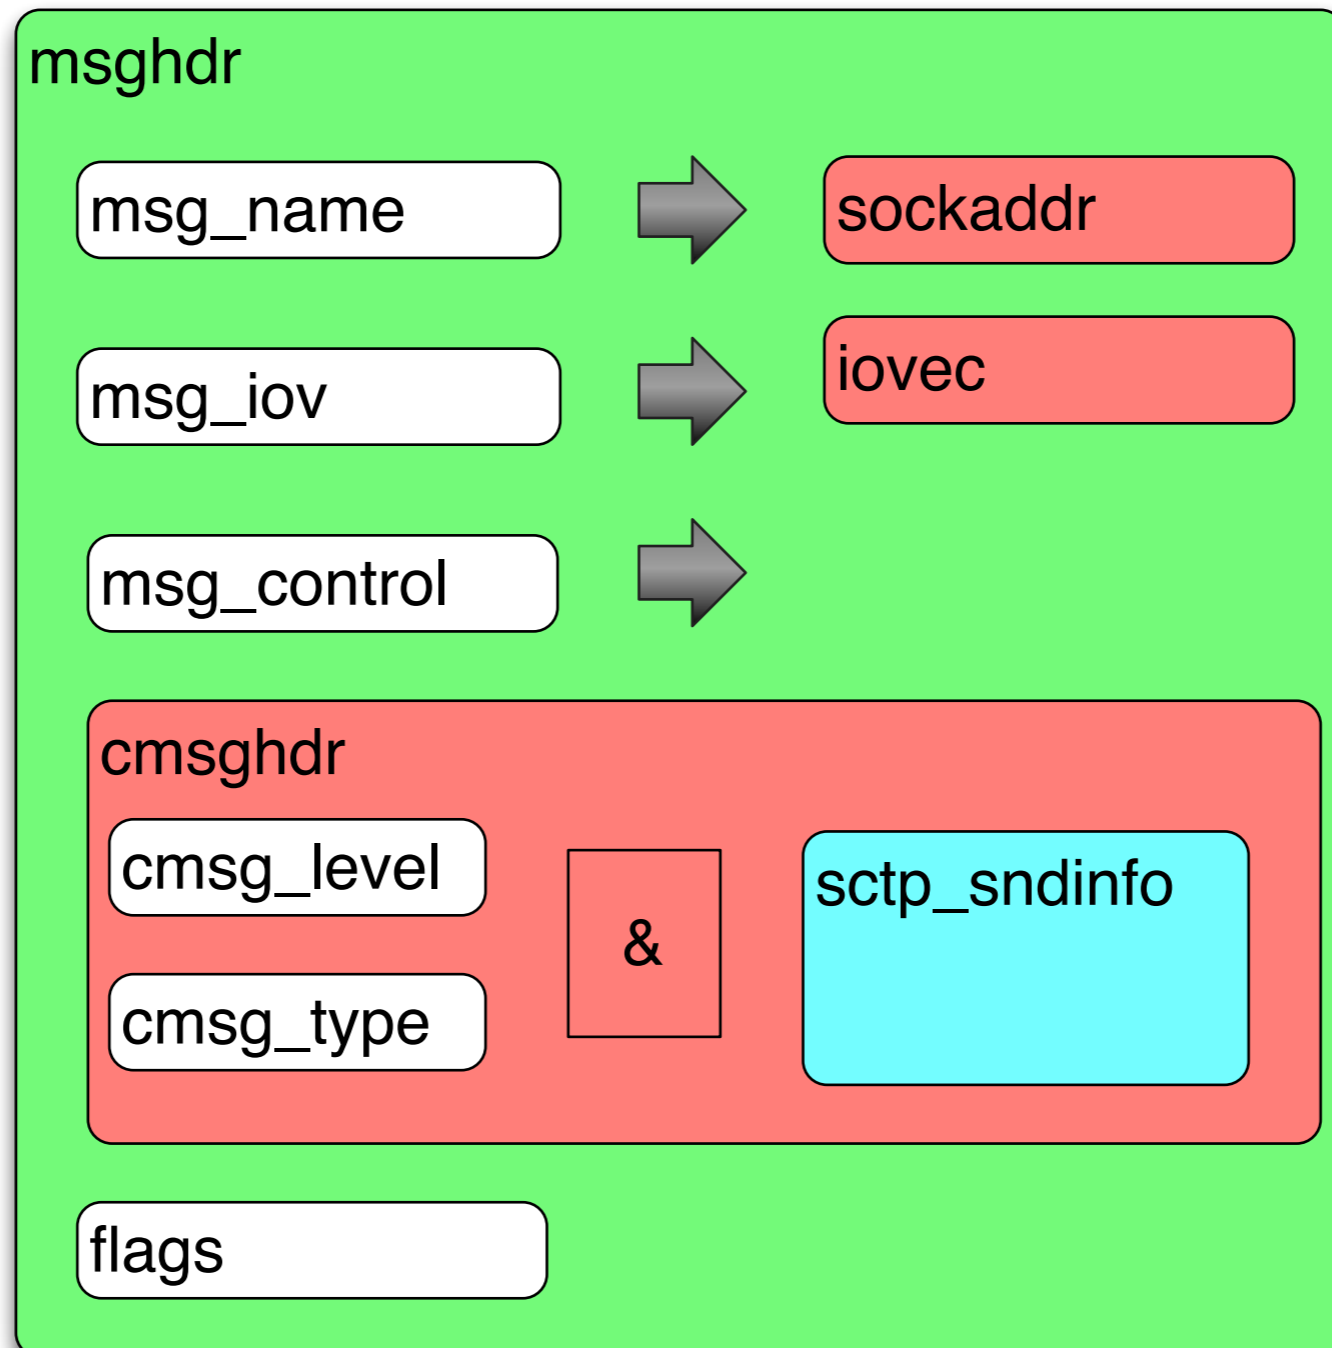 msghdr
msg_name
sockaddr
msg_iov
iovec
msg_control
cmsghdr
cmsg_level
&
sctp_sndinfo
cmsg_type
flags